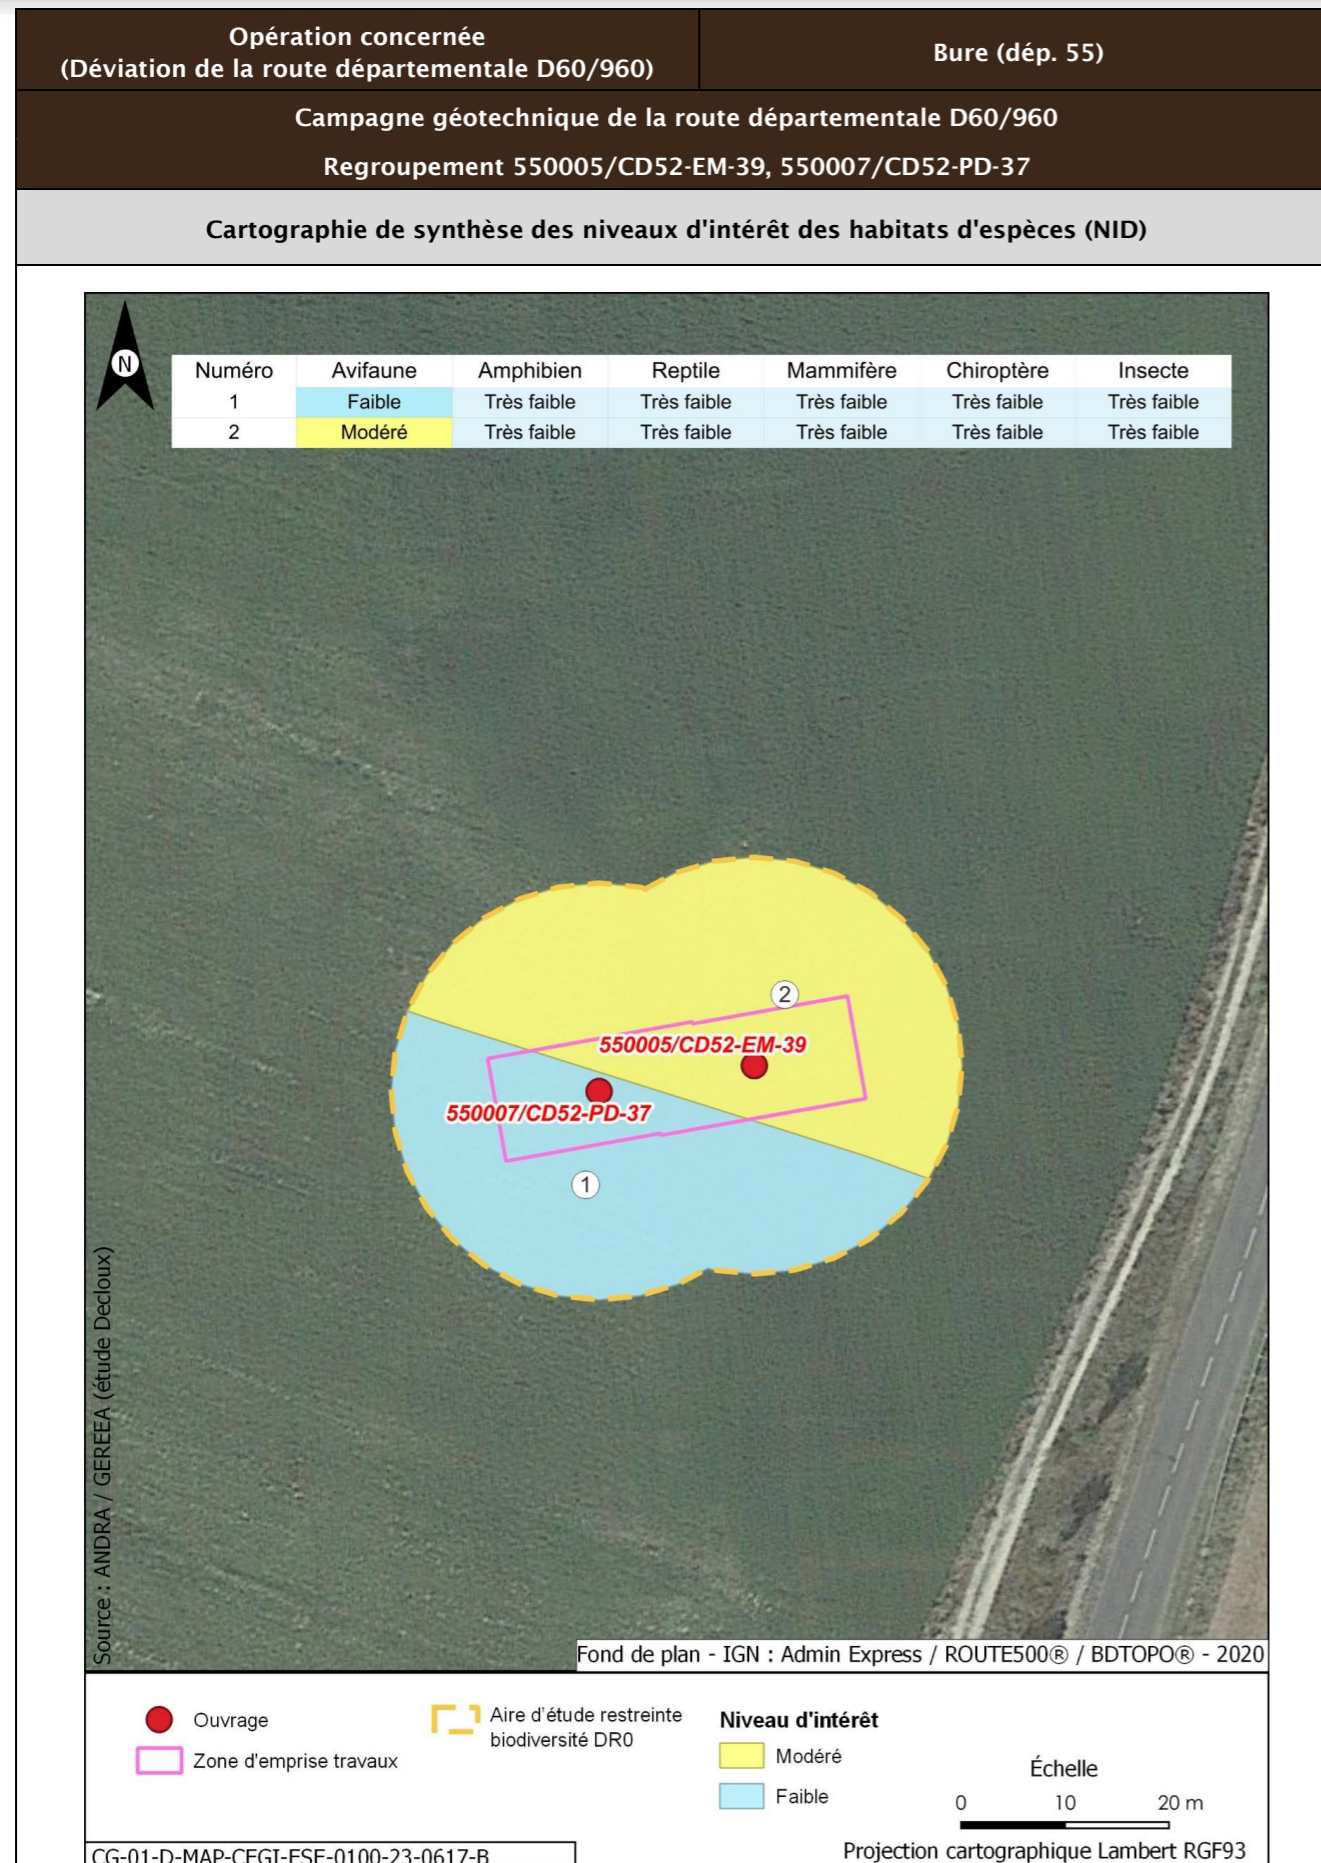 Opération concernée
(Déviation de la route départementale D60/960)
Bure (dép. 55)
Campagne géotechnique de la route départementale D60/960
Regroupement 550005/CD52-EM-39, 550007/CD52-PD-37
Cartographie de synthèse des niveaux d'intérêt des habitats d'espèces (NID)
N
Numéro Avifaune Amphibien Reptile Mammifère Chiroptère Insecte
1 Faible Très faible Très faible Très faible Très faible Très faible
2 Modéré Très faible Très faible Très faible Très faible Très faible
2
550005/CD52-EM-39
550007/CD52-PD-37
1
Source : ANDRA / GEREEA (étude Decloux)
Fond de plan - IGN : Admin Express / ROUTE500® / BDTOPO® - 2020
Ouvrage
Zone d'emprise travaux
Aire d'étude restreinte
biodiversité DR0
Niveau d'intérêt
Modéré
Faible
Échelle
0 10 20 m
Projection cartographique Lambert RGF93
CG-01-D-MAP-CEGI-ESE-0100-23-0617-B